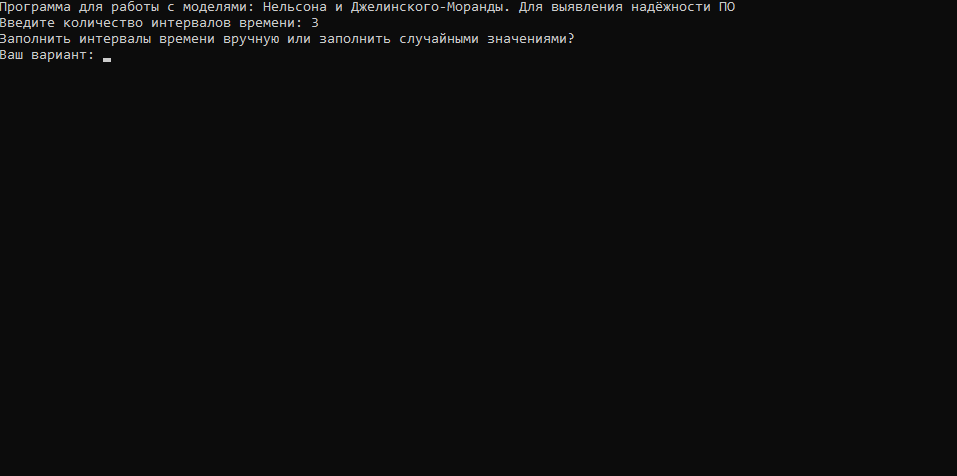 Программа для работы с моделями: Нельсона и Джелинского-Моранды. Для выявления надёжности ПО
Введите количество интервалов времени: 3
Заполнить интервалы времени вручную или заполнить случайными значениями?
Ваш вариант: